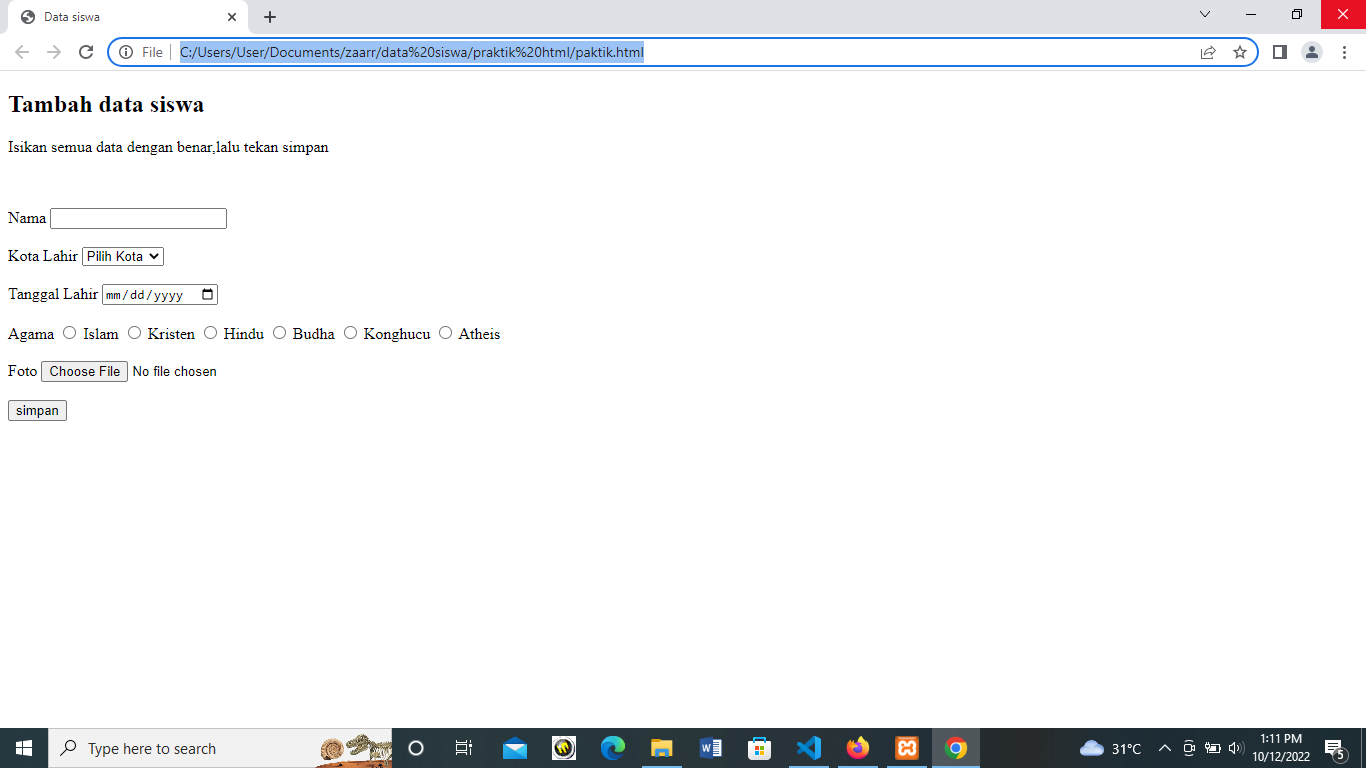 Data siswa
File C:/Users/User/Documents/zaarr/data%20siswa/praktik%20html/paktik.html
Tambah data siswa
Isikan semua data dengan benar,lalu tekan simpan
Nama
Kota Lahir Pilih Kota
Tanggal Lahir mm/dd/yyyy
Agama Islam Kristen Hindu Budha Konghucu Atheis
Foto Choose File No file chosen
simpan
Type here to search
31°C
1:11 PM
10/12/2022
5